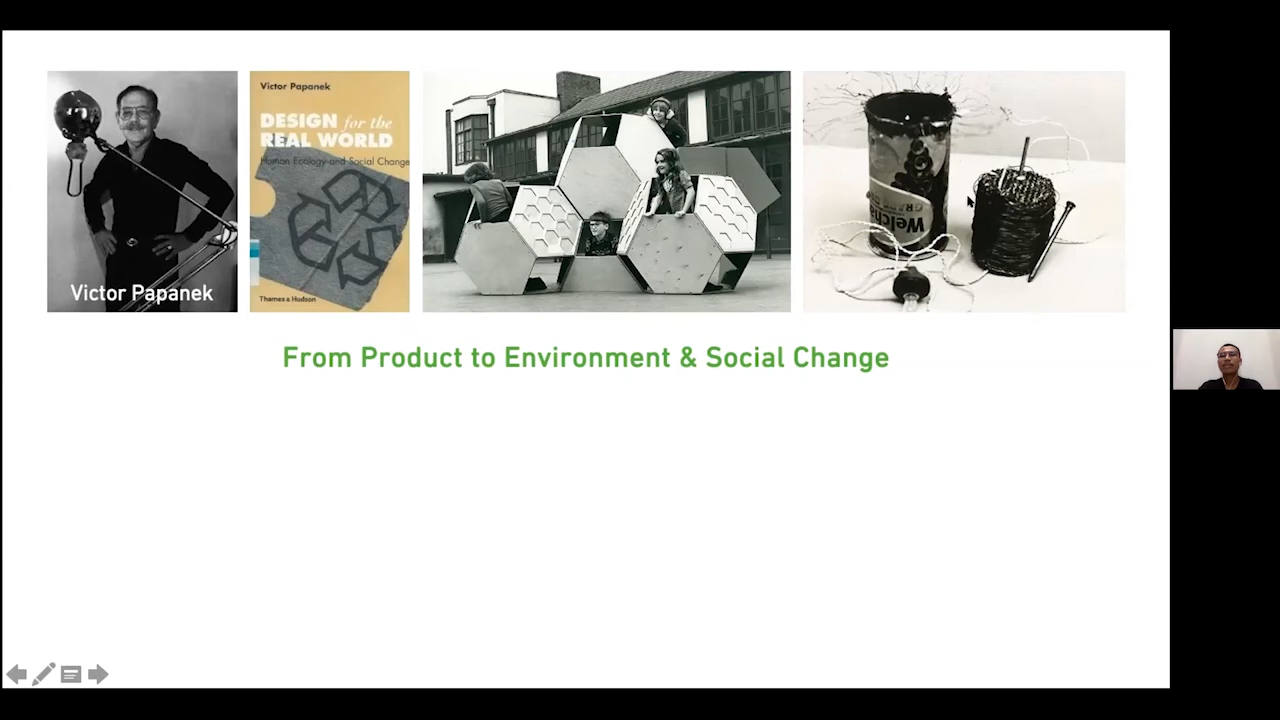 Victor Papanek
Victor Papanek
DESIGN for the
REAL WORLD
Human Ecology and Social Change
Thames & Hudson
From Product to Environment & Social Change